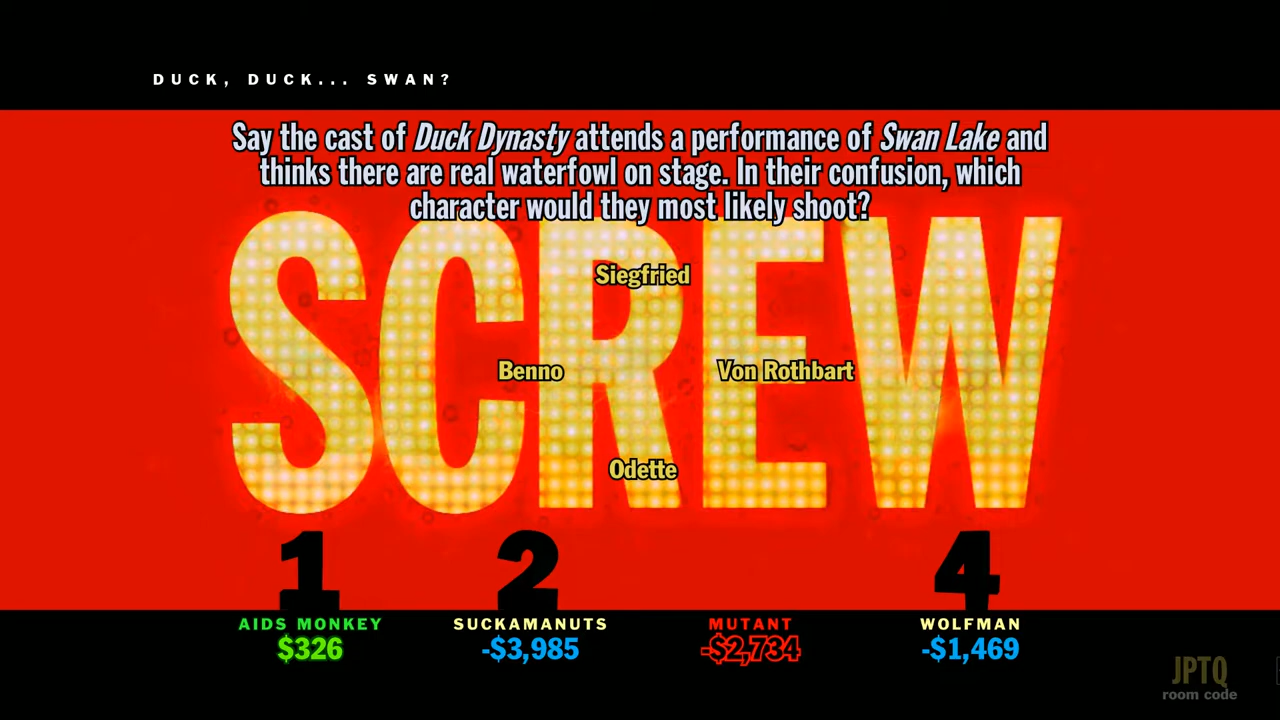 DUCK, DUCK... SWAN?
Say the cast of Duck Dynasty attends a performance of Swan Lake and
thinks there are real waterfowl on stage. In their confusion, which
character would they most likely shoot?
SCREW
Siegfried
Benno
Von Rothbart
Odette
1
2
4
AIDS MONKEY
SUCKAMANUTS
MUTANT
WOLFMAN
$326
-$3,985
-$2,734
-$1,469
JPTQ
room code